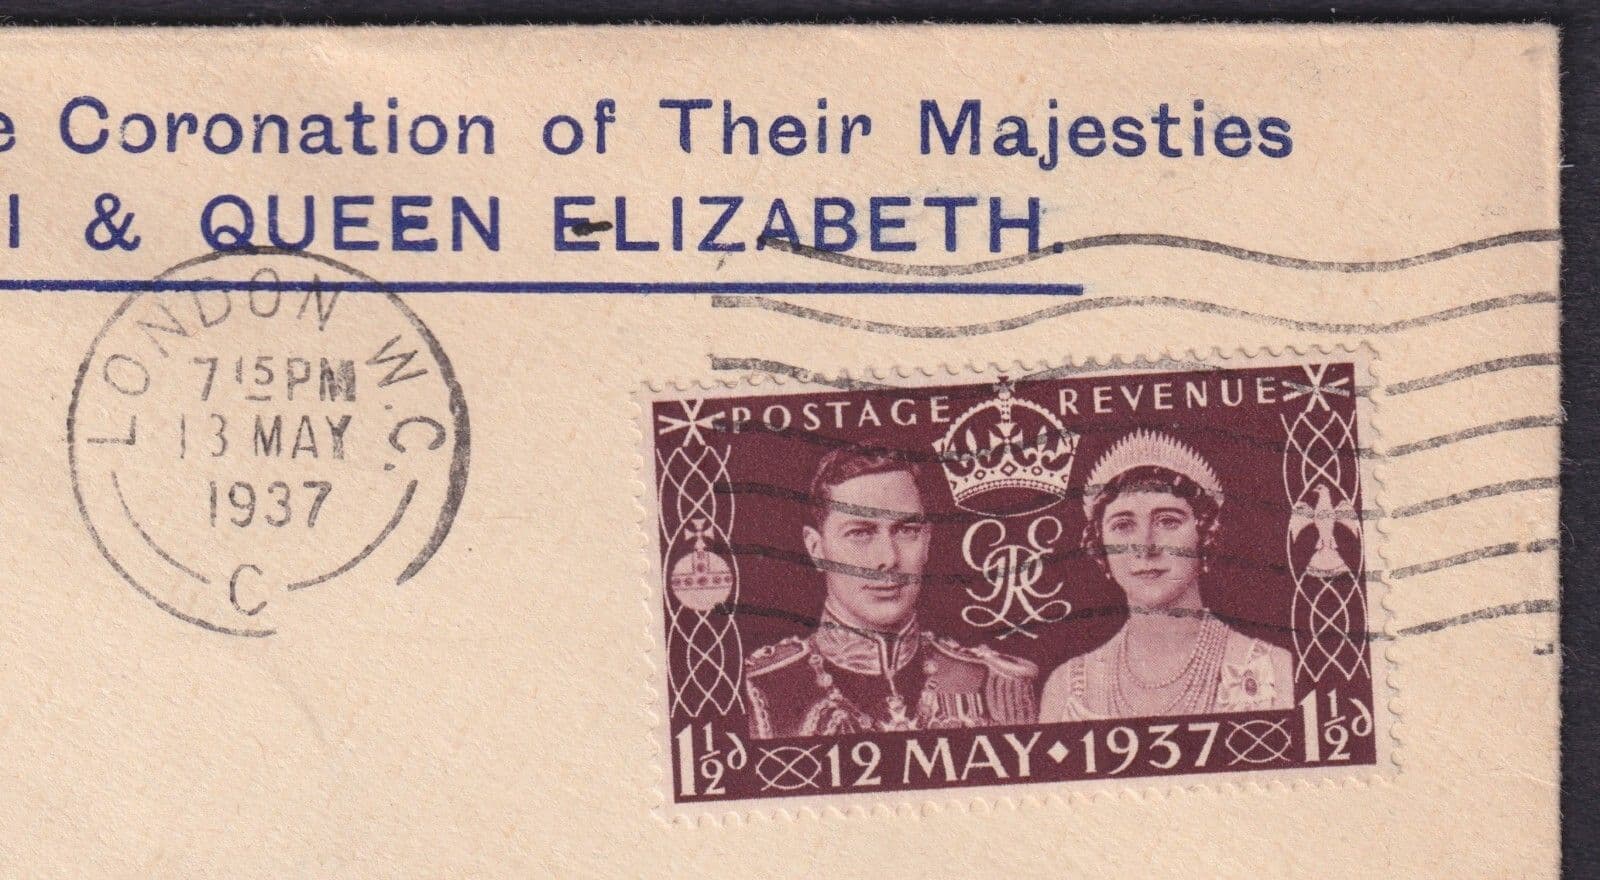 e Coronation of Their Majesties
I & QUEEN ELIZABETH.
LONDON W.C.
7 15 PM
13 MAY
1937
C
POSTAGE REVENUE
GRE
1½d 12 MAY • 1937 1½d